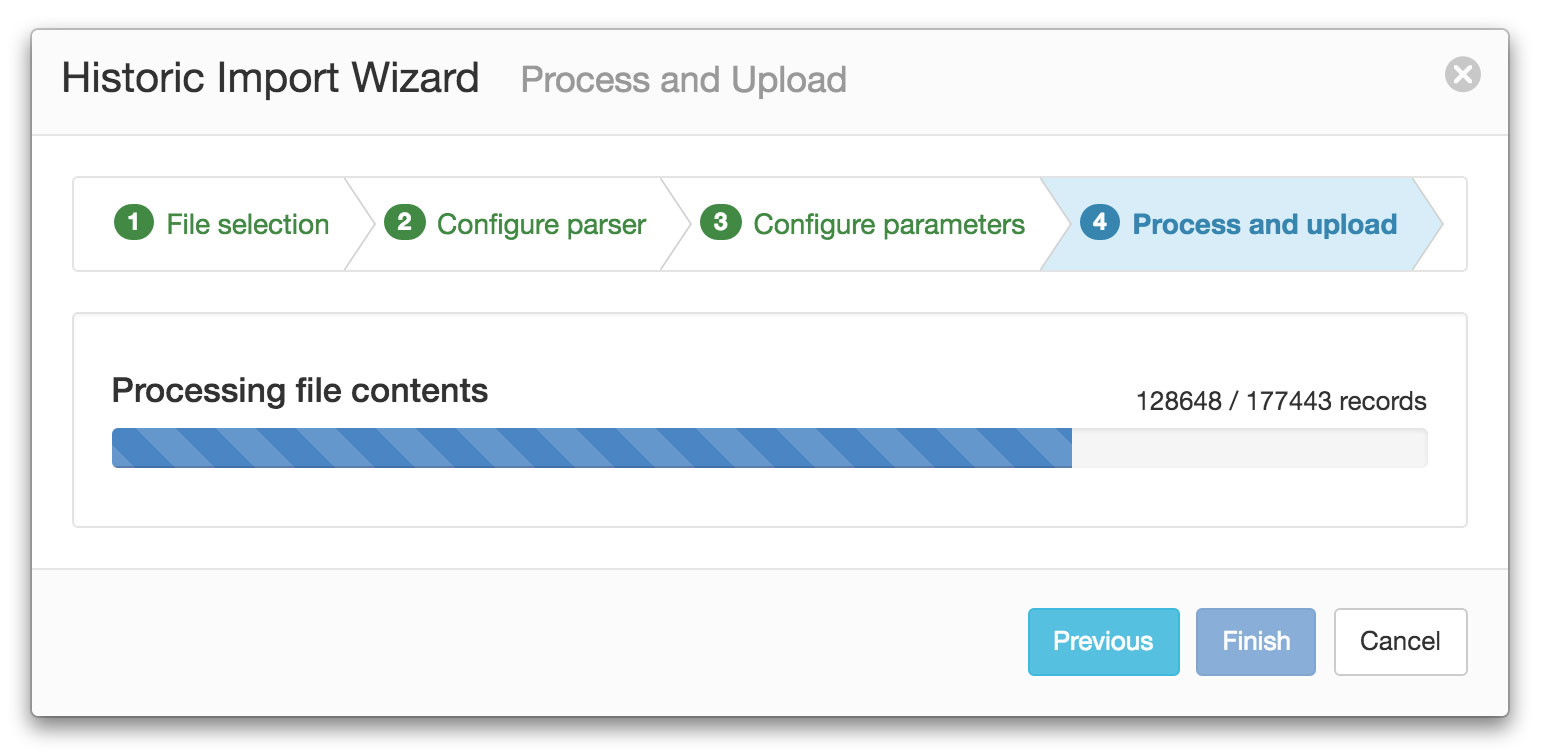 Historic Import Wizard Process and Upload
1 File selection 2 Configure parser 3 Configure parameters 4 Process and upload
Processing file contents
128648 / 177443 records
Previous Finish Cancel